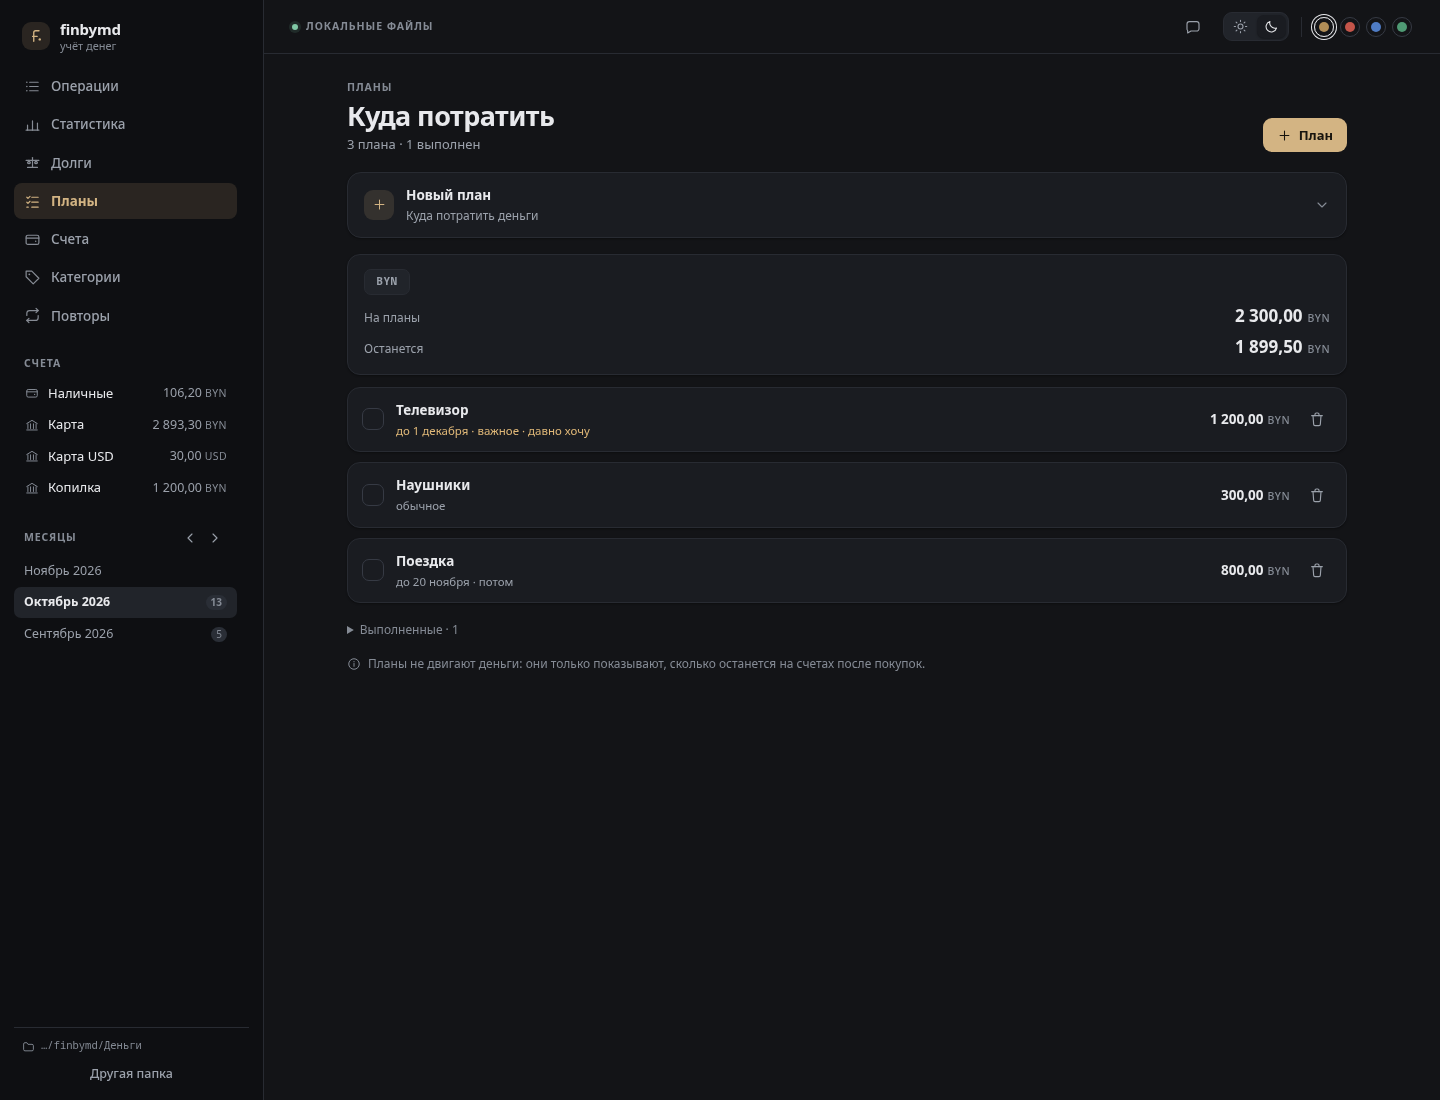 finbymd
учёт денег
Операции
Статистика
Долги
Планы
Счета
Категории
Повторы
СЧЕТА
Наличные 106,20 BYN
Карта 2 893,30 BYN
Карта USD 30,00 USD
Копилка 1 200,00 BYN
МЕСЯЦЫ
Ноябрь 2026
Октябрь 2026 13
Сентябрь 2026 5
…/finbymd/Деньги
Другая папка
ЛОКАЛЬНЫЕ ФАЙЛЫ
ПЛАНЫ
Куда потратить
3 плана · 1 выполнен
План
Новый план
Куда потратить деньги
BYN
На планы 2 300,00 BYN
Останется 1 899,50 BYN
Телевизор
до 1 декабря · важное · давно хочу
1 200,00 BYN
Наушники
обычное
300,00 BYN
Поездка
до 20 ноября · потом
800,00 BYN
Выполненные · 1
Планы не двигают деньги: они только показывают, сколько останется на счетах после покупок.